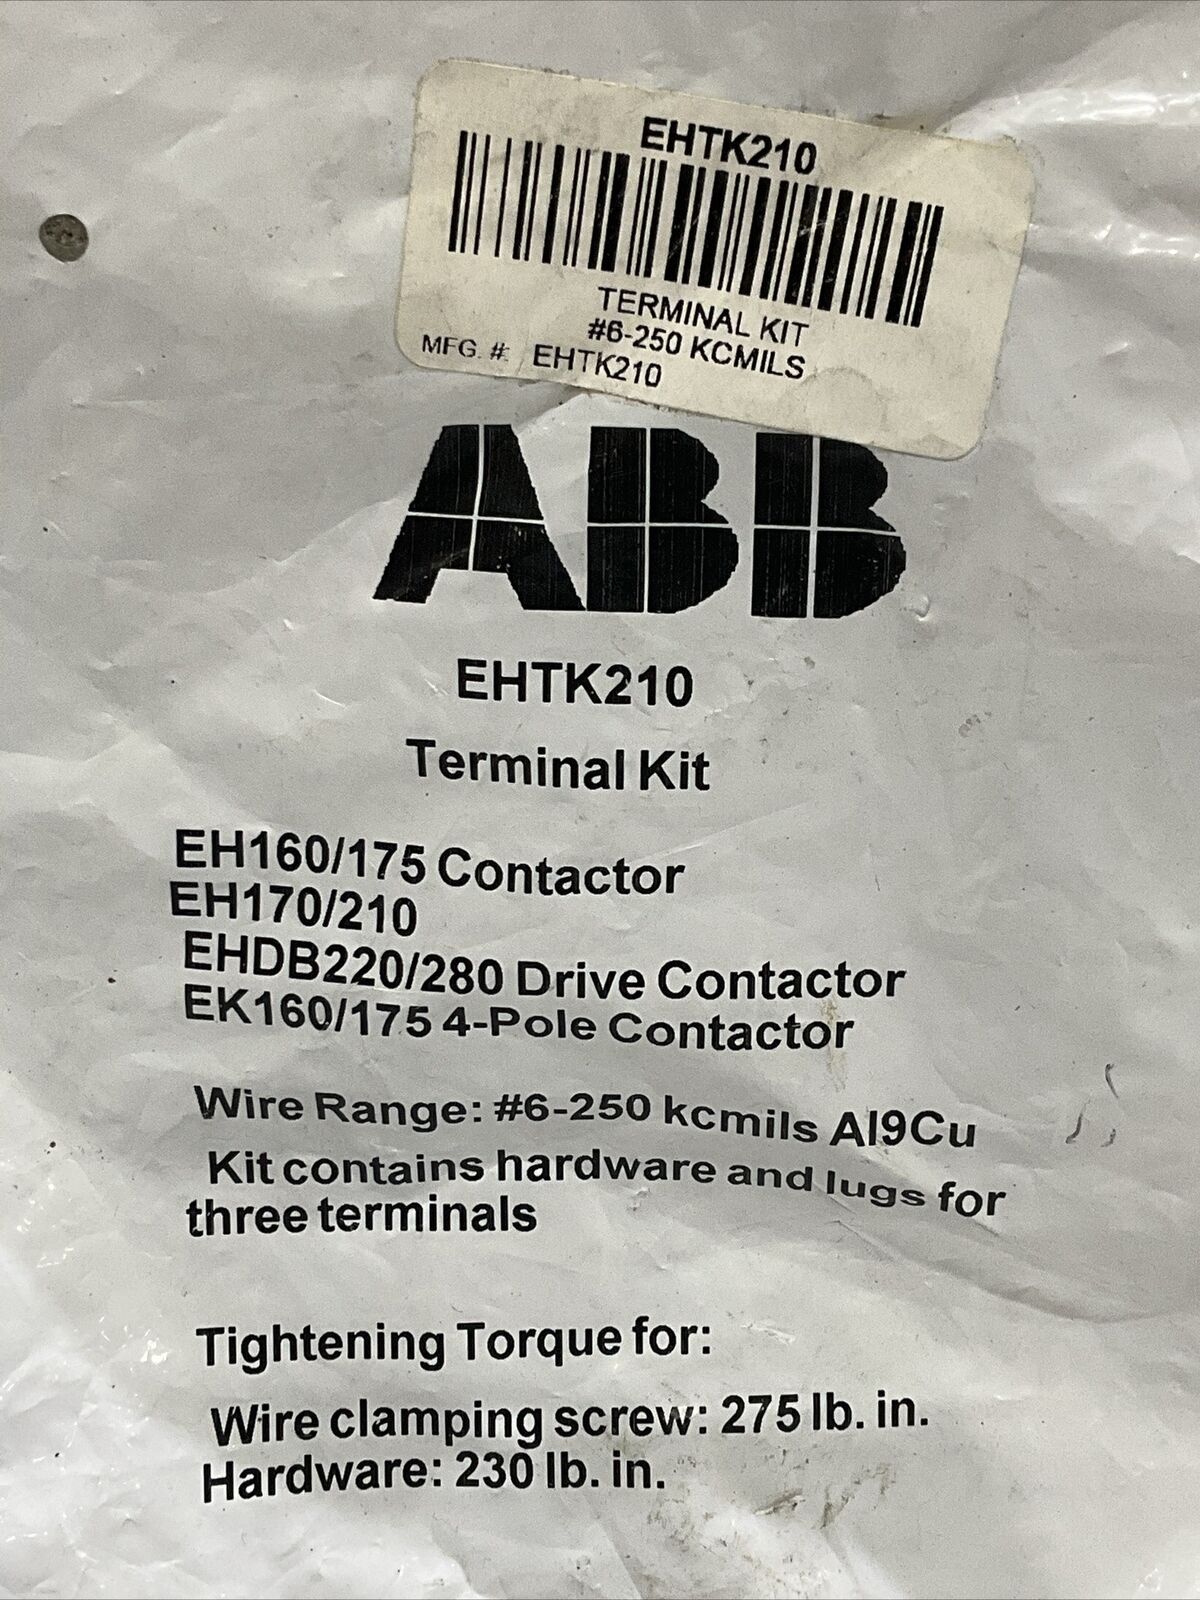 EHTK210
TERMINAL KIT
#6-250 KCMILS
MFG. #: EHTK210
ABB
EHTK210
Terminal Kit
EH160/175 Contactor
EH170/210
EHDB220/280 Drive Contactor
EK160/175 4-Pole Contactor
Wire Range: #6-250 kcmils Al9Cu
Kit contains hardware and lugs for
three terminals
Tightening Torque for:
Wire clamping screw: 275 lb. in.
Hardware: 230 lb. in.